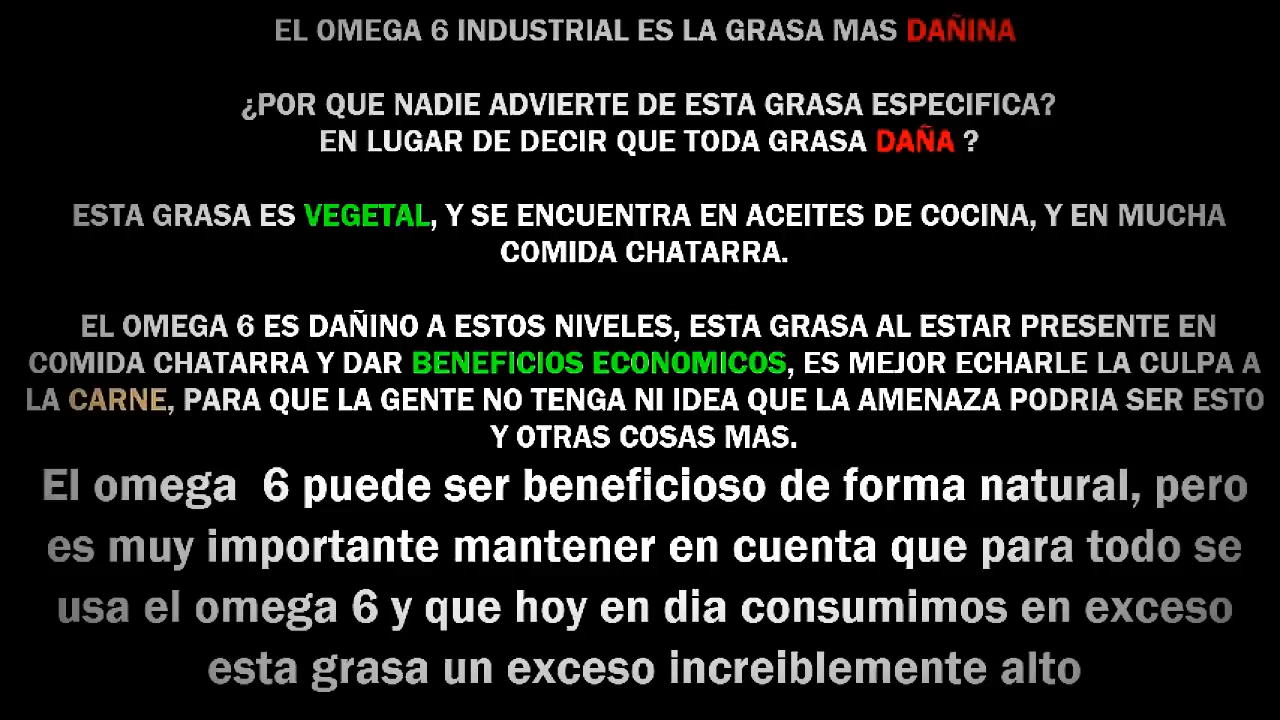 EL OMEGA 6 INDUSTRIAL ES LA GRASA MAS DAÑINA
¿POR QUE NADIE ADVIERTE DE ESTA GRASA ESPECIFICA?
EN LUGAR DE DECIR QUE TODA GRASA DAÑA ?
ESTA GRASA ES VEGETAL, Y SE ENCUENTRA EN ACEITES DE COCINA, Y EN MUCHA
COMIDA CHATARRA.
EL OMEGA 6 ES DAÑINO A ESTOS NIVELES, ESTA GRASA AL ESTAR PRESENTE EN
COMIDA CHATARRA Y DAR BENEFICIOS ECONOMICOS, ES MEJOR ECHARLE LA CULPA A
LA CARNE, PARA QUE LA GENTE NO TENGA NI IDEA QUE LA AMENAZA PODRIA SER ESTO
Y OTRAS COSAS MAS.
El omega 6 puede ser beneficioso de forma natural, pero
es muy importante mantener en cuenta que para todo se
usa el omega 6 y que hoy en dia consumimos en exceso
esta grasa un exceso increiblemente alto